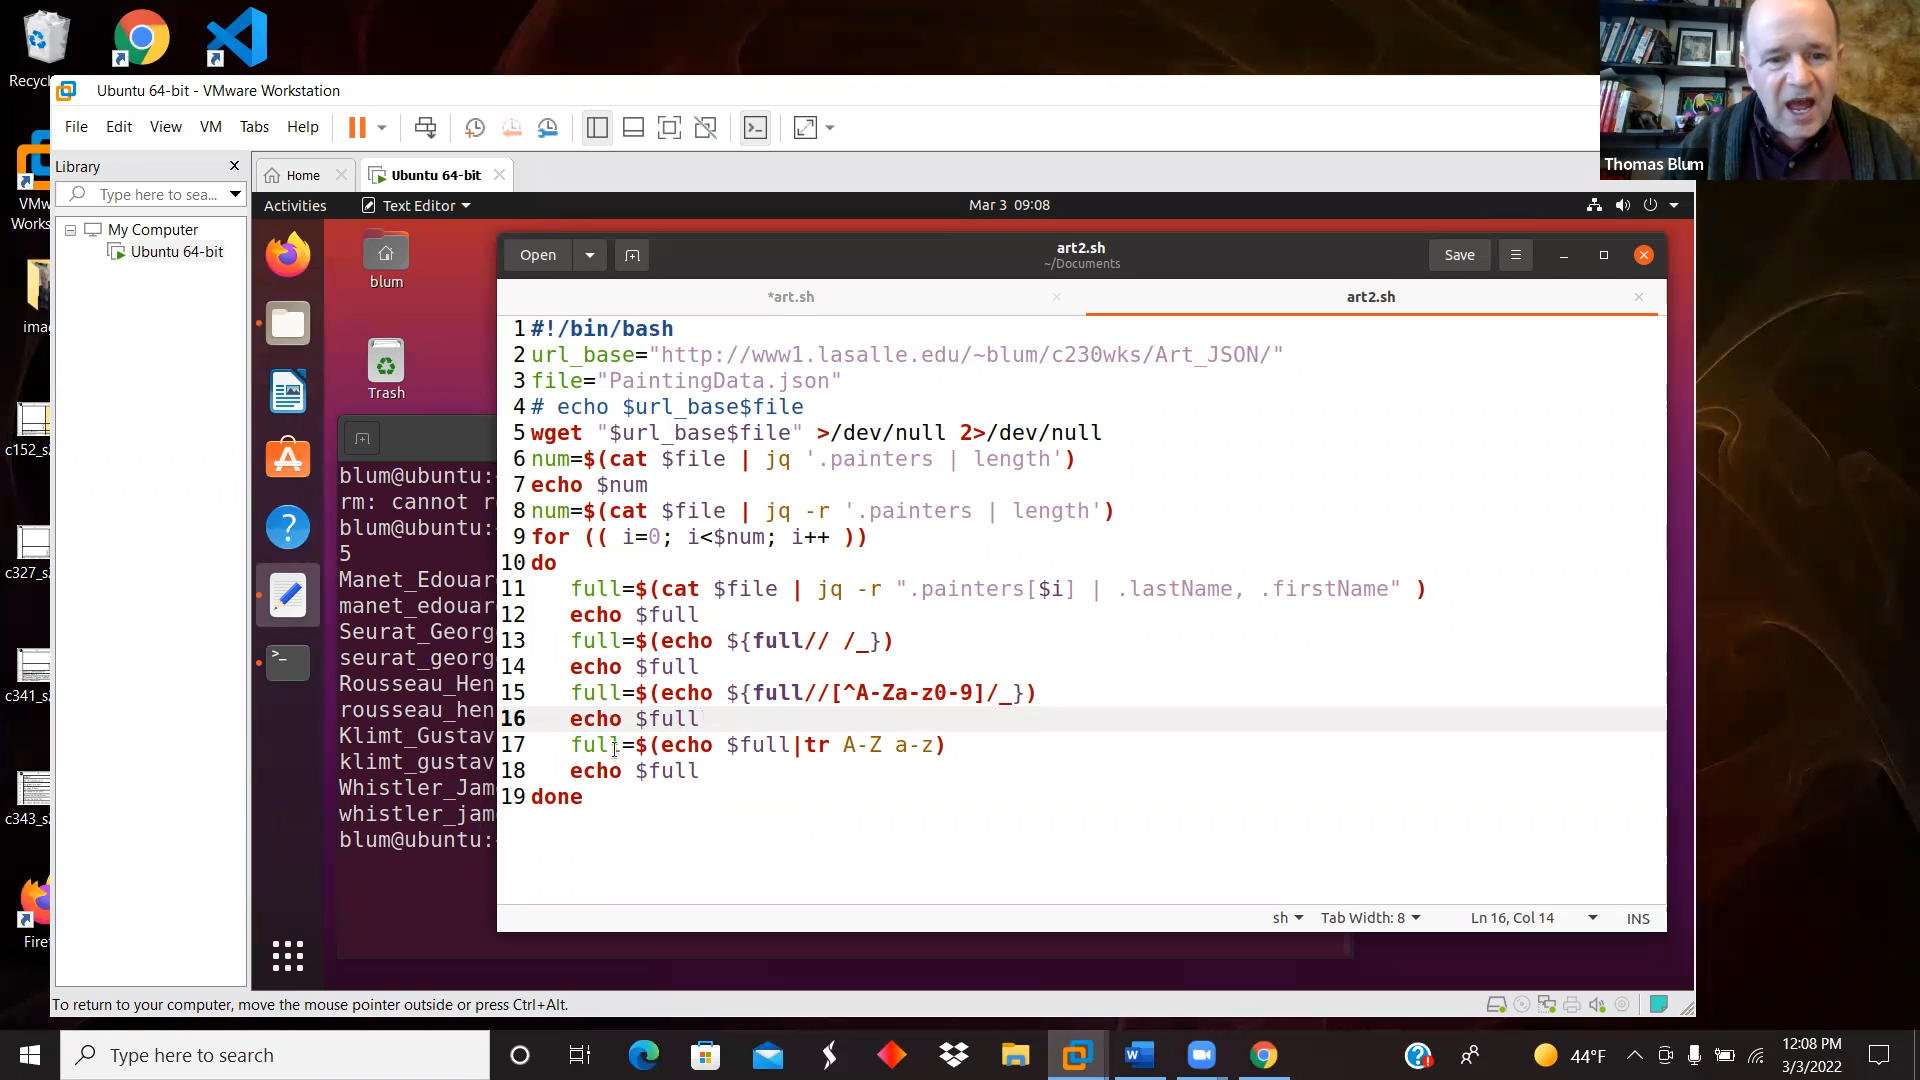 Recyc
Ubuntu 64-bit - VMware Workstation
File Edit View VM Tabs Help
Library
Type here to sea...
My Computer
Ubuntu 64-bit
Home
Ubuntu 64-bit
Thomas Blum
Activities
Text Editor
Mar 3 09:08
blum
Trash
Open
art2.sh
~/Documents
Save
*art.sh
art2.sh
1 #!/bin/bash
2 url_base="http://www1.lasalle.edu/~blum/c230wks/Art_JSON/"
3 file="PaintingData.json"
4 # echo $url_base$file
5 wget "$url_base$file" >/dev/null 2>/dev/null
6 num=$(cat $file | jq '.painters | length')
7 echo $num
8 num=$(cat $file | jq -r '.painters | length')
9 for (( i=0; i<$num; i++ ))
10 do
11 full=$(cat $file | jq -r ".painters[$i] | .lastName, .firstName" )
12 echo $full
13 full=$(echo ${full// /_})
14 echo $full
15 full=$(echo ${full//[^A-Za-z0-9]/_})
16 echo $full
17 full=$(echo $full|tr A-Z a-z)
18 echo $full
19 done
sh Tab Width: 8 Ln 16, Col 14 INS
blum@ubuntu:
rm: cannot r
blum@ubuntu:
5
Manet_Edouar
manet_edouar
Seurat_Georg
seurat_georg
Rousseau_Hen
rousseau_hen
Klimt_Gustav
klimt_gustav
Whistler_Jam
whistler_jam
blum@ubuntu:
VMw
Works
ima
c152_s
c327_s
c341_s
c343_s
Firef
To return to your computer, move the mouse pointer outside or press Ctrl+Alt.
Type here to search
44°F
12:08 PM
3/3/2022